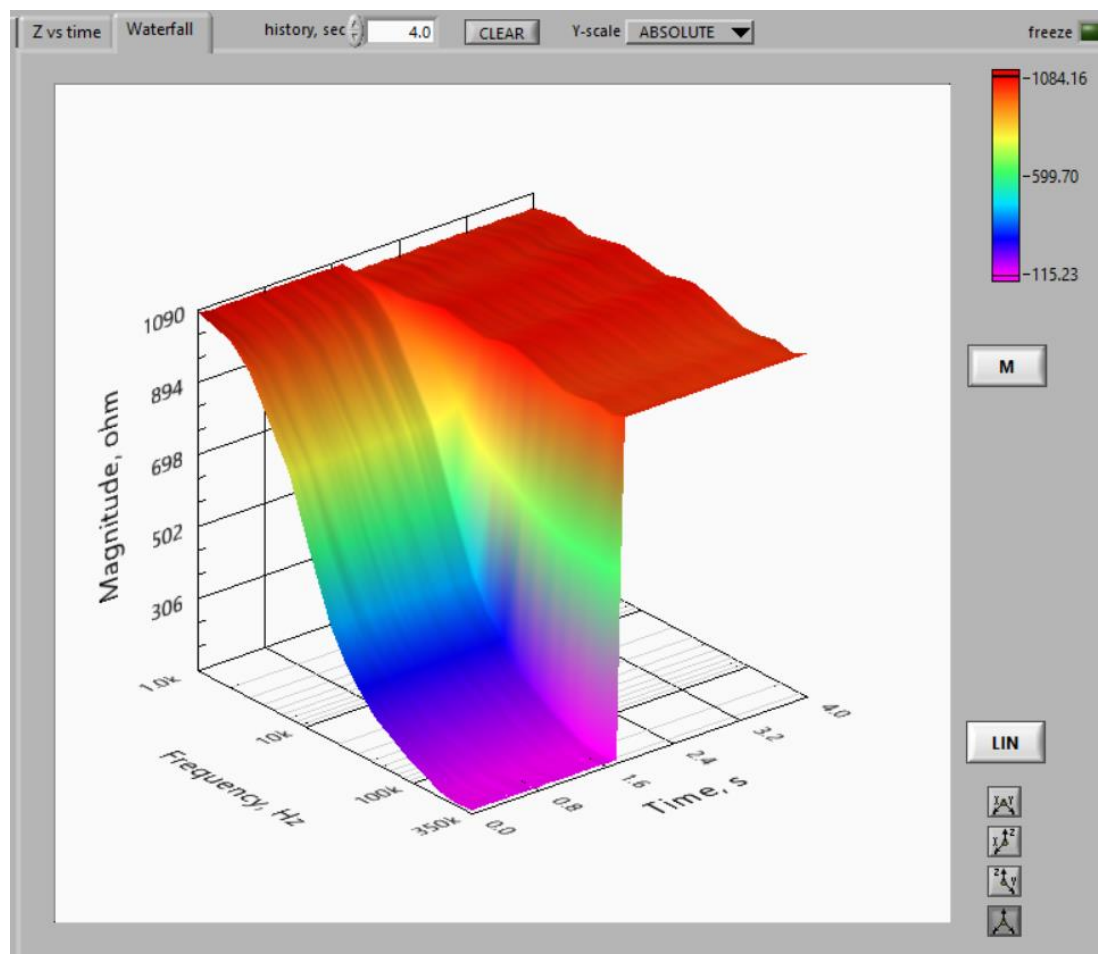 Z vs time Waterfall history, sec 4.0 CLEAR Y-scale ABSOLUTE freeze
1084.16
599.70
115.23
M
LIN
1090
894
698
502
306
Magnitude, ohm
1.0k
10k
100k
350k
Frequency, Hz
0.0
0.8
1.6
2.4
3.2
4.0
Time, s
X Y
X Z
Z Y